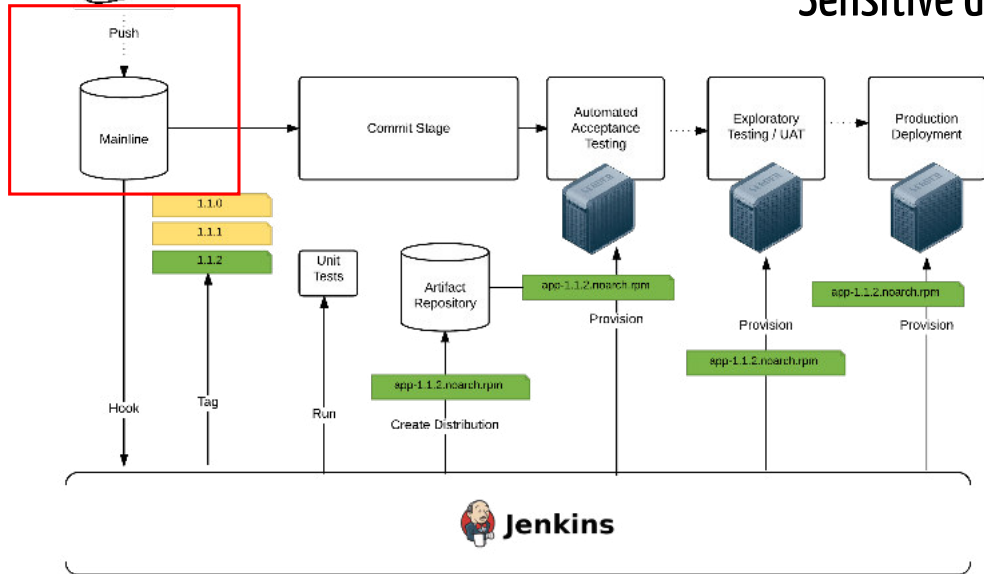 Sensitive d
Push
Mainline
Commit Stage
Automated
Acceptance
Testing
Exploratory
Testing / UAT
Production
Deployment
SERVER
SERVER
SERVER
1.1.0
1.1.1
1.1.2
Unit
Tests
Artifact
Repository
app-1.1.2.noarch.rpm
app-1.1.2.noarch.rpm
Provision
Provision
Provision
app-1.1.2.noarch.rpm
app-1.1.2.noarch.rpm
Hook
Tag
Run
Create Distribution
Jenkins